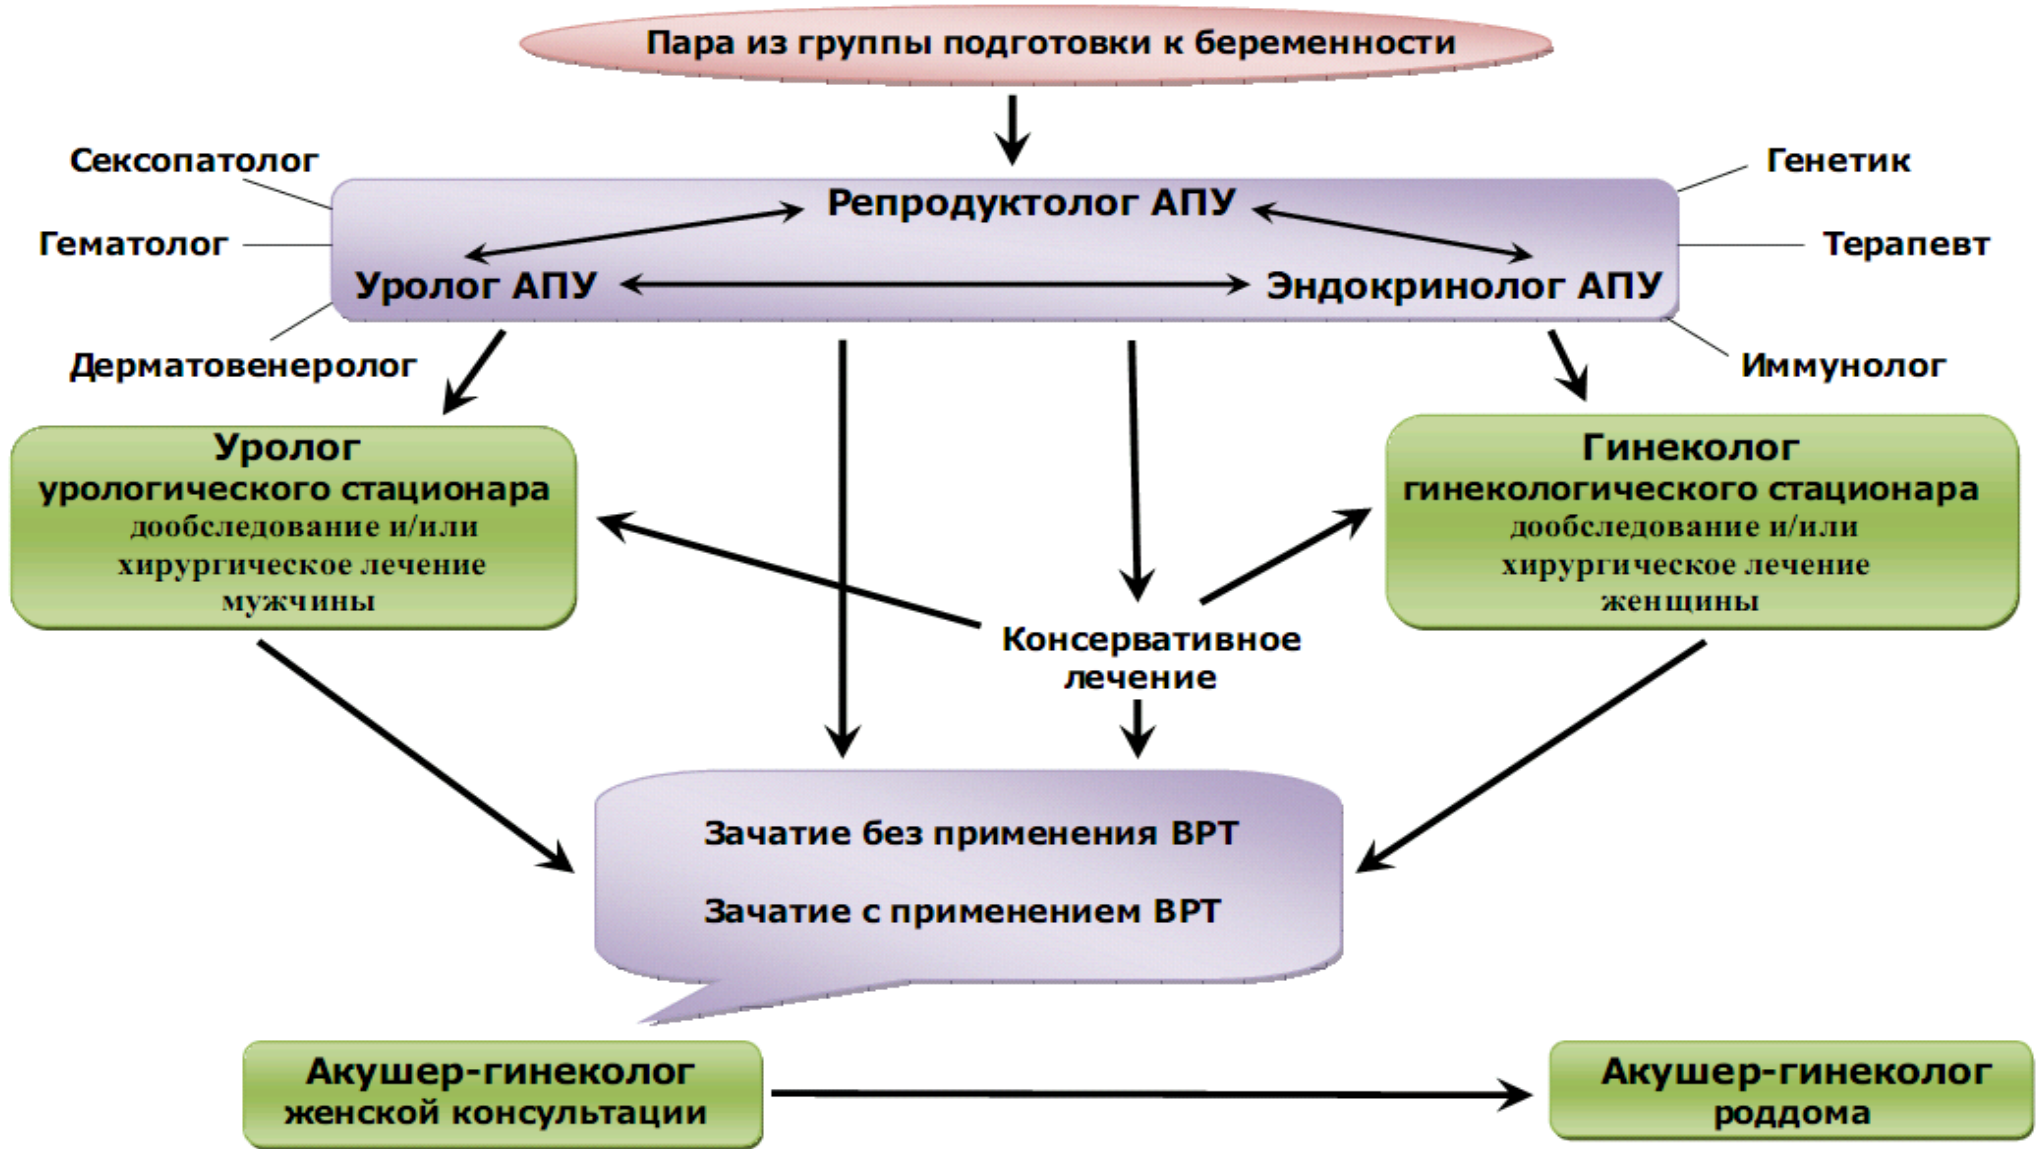 Пара из группы подготовки к беременности
Сексопатолог
Генетик
Репродуктолог АПУ
Гематолог
Терапевт
Уролог АПУ
Эндокринолог АПУ
Дерматовенеролог
Иммунолог
Уролог
урологического стационара
дообследование и/или
хирургическое лечение
мужчины
Гинеколог
гинекологического стационара
дообследование и/или
хирургическое лечение
женщины
Консервативное
лечение
Зачатие без применения ВРТ
Зачатие с применением ВРТ
Акушер-гинеколог
женской консультации
Акушер-гинеколог
роддома